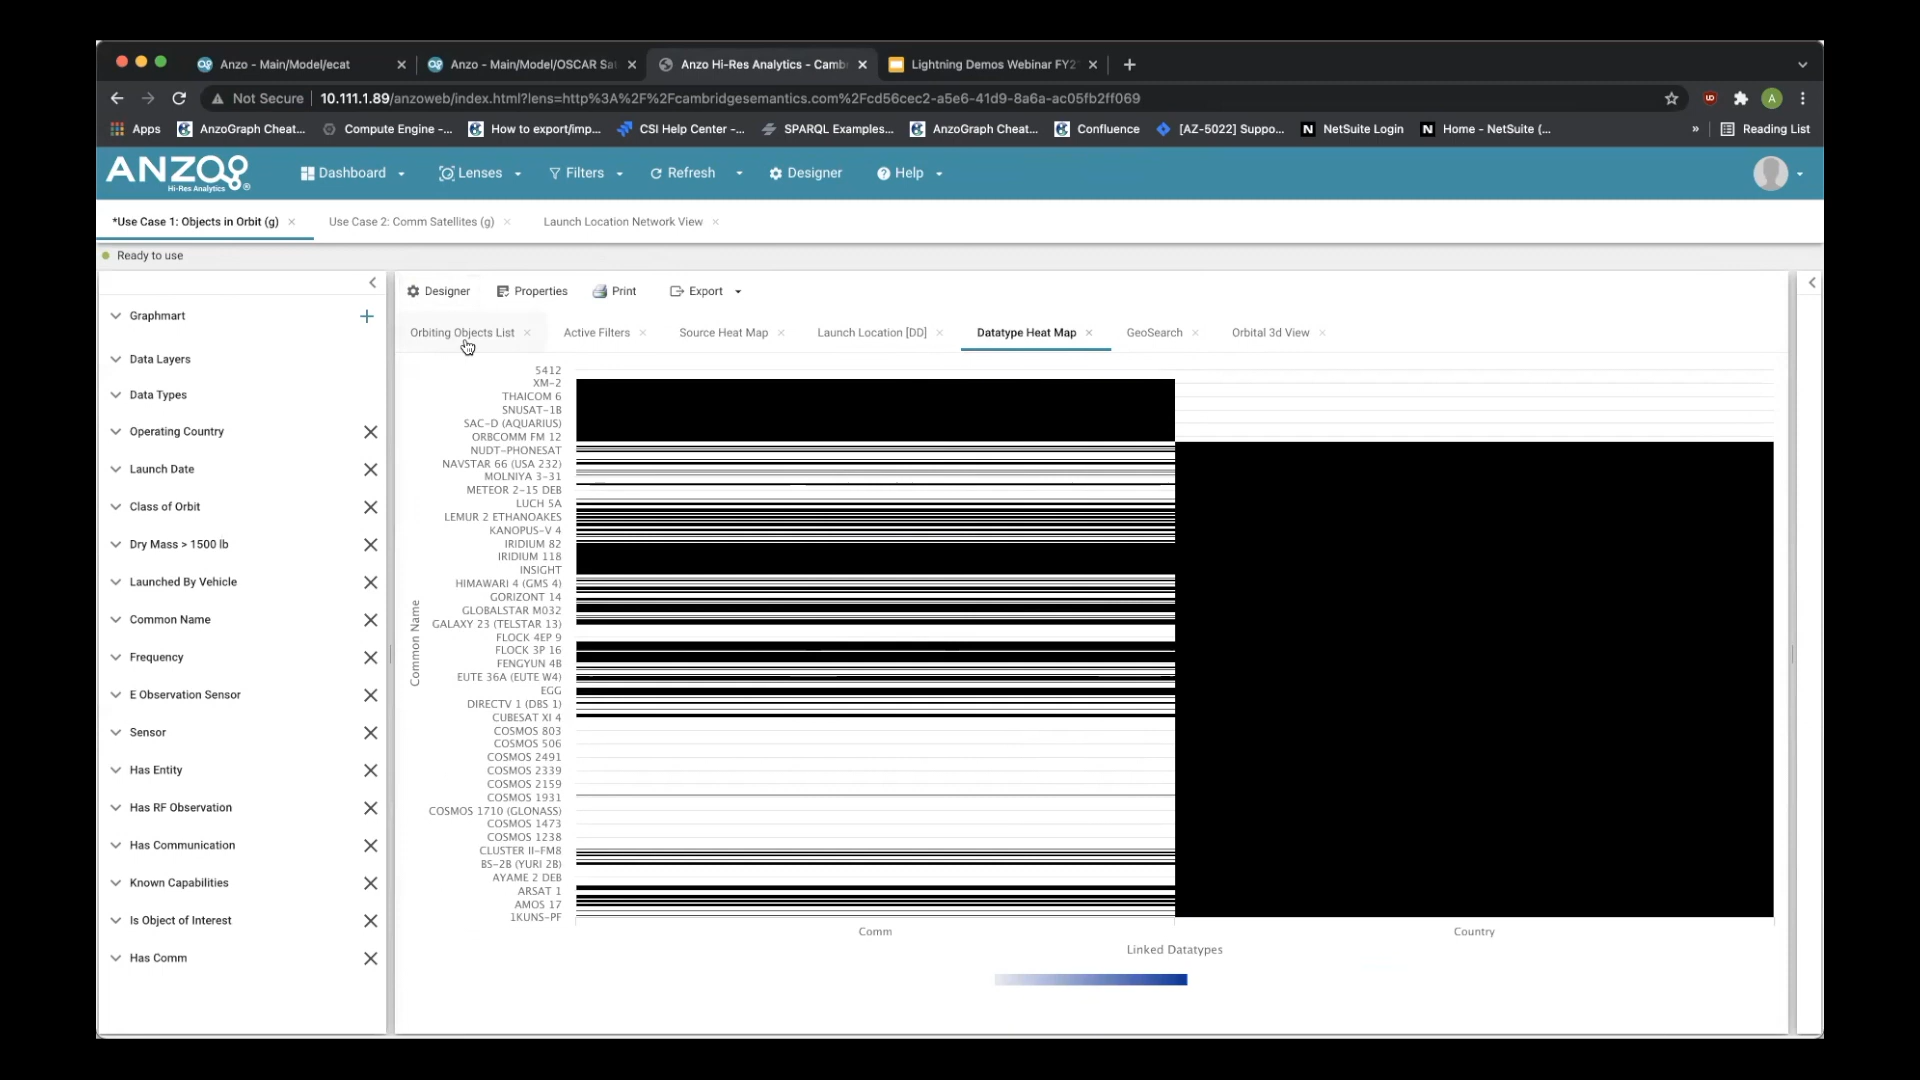 Anzo - Main/Model/ecat
Anzo - Main/Model/OSCAR Sat
Anzo Hi-Res Analytics - Camb
Lightning Demos Webinar FY2
Not Secure
10.111.1.89/anzoweb/index.html?lens=http%3A%2F%2Fcambridgesemantics.com%2Fcd56cec2-a5e6-41d9-8a6a-ac05fb2ff069
A
Apps
AnzoGraph Cheat...
Compute Engine -...
How to export/imp...
CSI Help Center -...
SPARQL Examples...
AnzoGraph Cheat...
Confluence
[AZ-5022] Suppo...
NetSuite Login
Home - NetSuite (...
»
Reading List
ANZO
Hi-Res Analytics
Dashboard
Lenses
Filters
Refresh
Designer
Help
*Use Case 1: Objects in Orbit (g)
Use Case 2: Comm Satellites (g)
Launch Location Network View
Ready to use
Graphmart
Data Layers
Data Types
Operating Country
Launch Date
Class of Orbit
Dry Mass > 1500 lb
Launched By Vehicle
Common Name
Frequency
E Observation Sensor
Sensor
Has Entity
Has RF Observation
Has Communication
Known Capabilities
Is Object of Interest
Has Comm
Designer
Properties
Print
Export
Orbiting Objects List
Active Filters
Source Heat Map
Launch Location [DD]
Datatype Heat Map
GeoSearch
Orbital 3d View
Common Name
5412
XM-2
THAICOM 6
SNUSAT-1B
SAC-D (AQUARIUS)
ORBCOMM FM 12
NUDT-PHONESAT
NAVSTAR 66 (USA 232)
MOLNIYA 3-31
METEOR 2-15 DEB
LUCH 5A
LEMUR 2 ETHANOAKES
KANOPUS-V 4
IRIDIUM 82
IRIDIUM 118
INSIGHT
HIMAWARI 4 (GMS 4)
GORIZONT 14
GLOBALSTAR M032
GALAXY 23 (TELSTAR 13)
FLOCK 4EP 9
FLOCK 3P 16
FENGYUN 4B
EUTE 36A (EUTE W4)
EGG
DIRECTV 1 (DBS 1)
CUBESAT XI 4
COSMOS 803
COSMOS 506
COSMOS 2491
COSMOS 2339
COSMOS 2159
COSMOS 1931
COSMOS 1710 (GLONASS)
COSMOS 1473
COSMOS 1238
CLUSTER II-FM8
BS-2B (YURI 2B)
AYAME 2 DEB
ARSAT 1
AMOS 17
1KUNS-PF
Comm
Country
Linked Datatypes